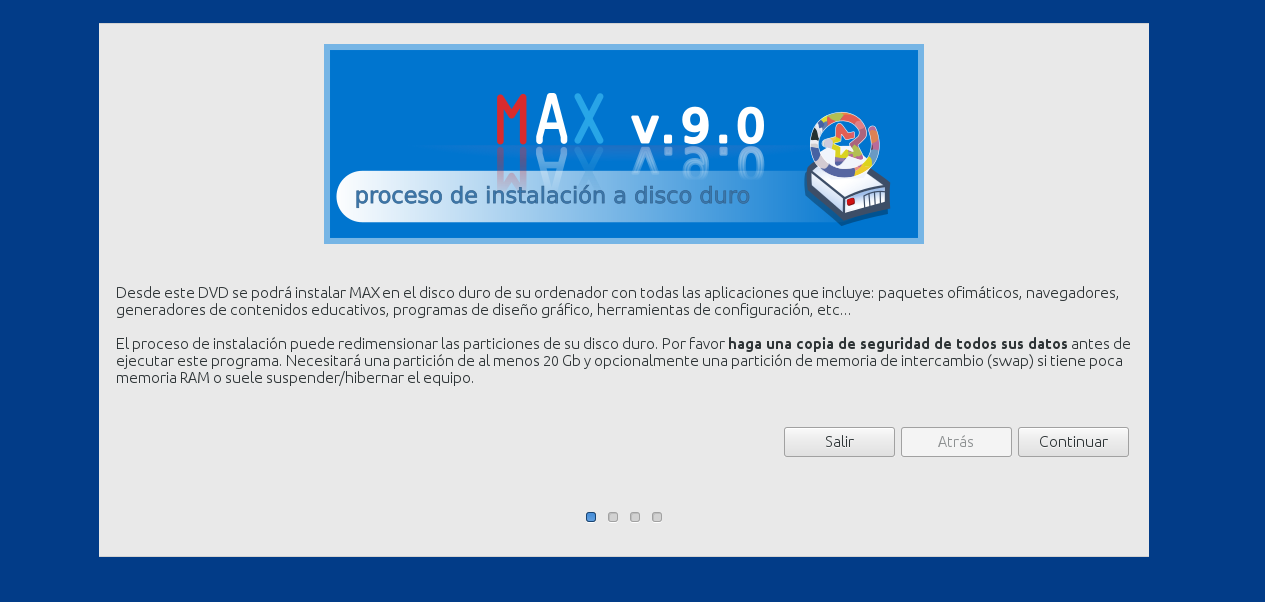 MAX v.9.0
proceso de instalación a disco duro
Desde este DVD se podrá instalar MAX en el disco duro de su ordenador con todas las aplicaciones que incluye: paquetes ofimáticos, navegadores,
generadores de contenidos educativos, programas de diseño gráfico, herramientas de configuración, etc...
El proceso de instalación puede redimensionar las particiones de su disco duro. Por favor haga una copia de seguridad de todos sus datos antes de
ejecutar este programa. Necesitará una partición de al menos 20 Gb y opcionalmente una partición de memoria de intercambio (swap) si tiene poca
memoria RAM o suele suspender/hibernar el equipo.
Salir Atrás Continuar